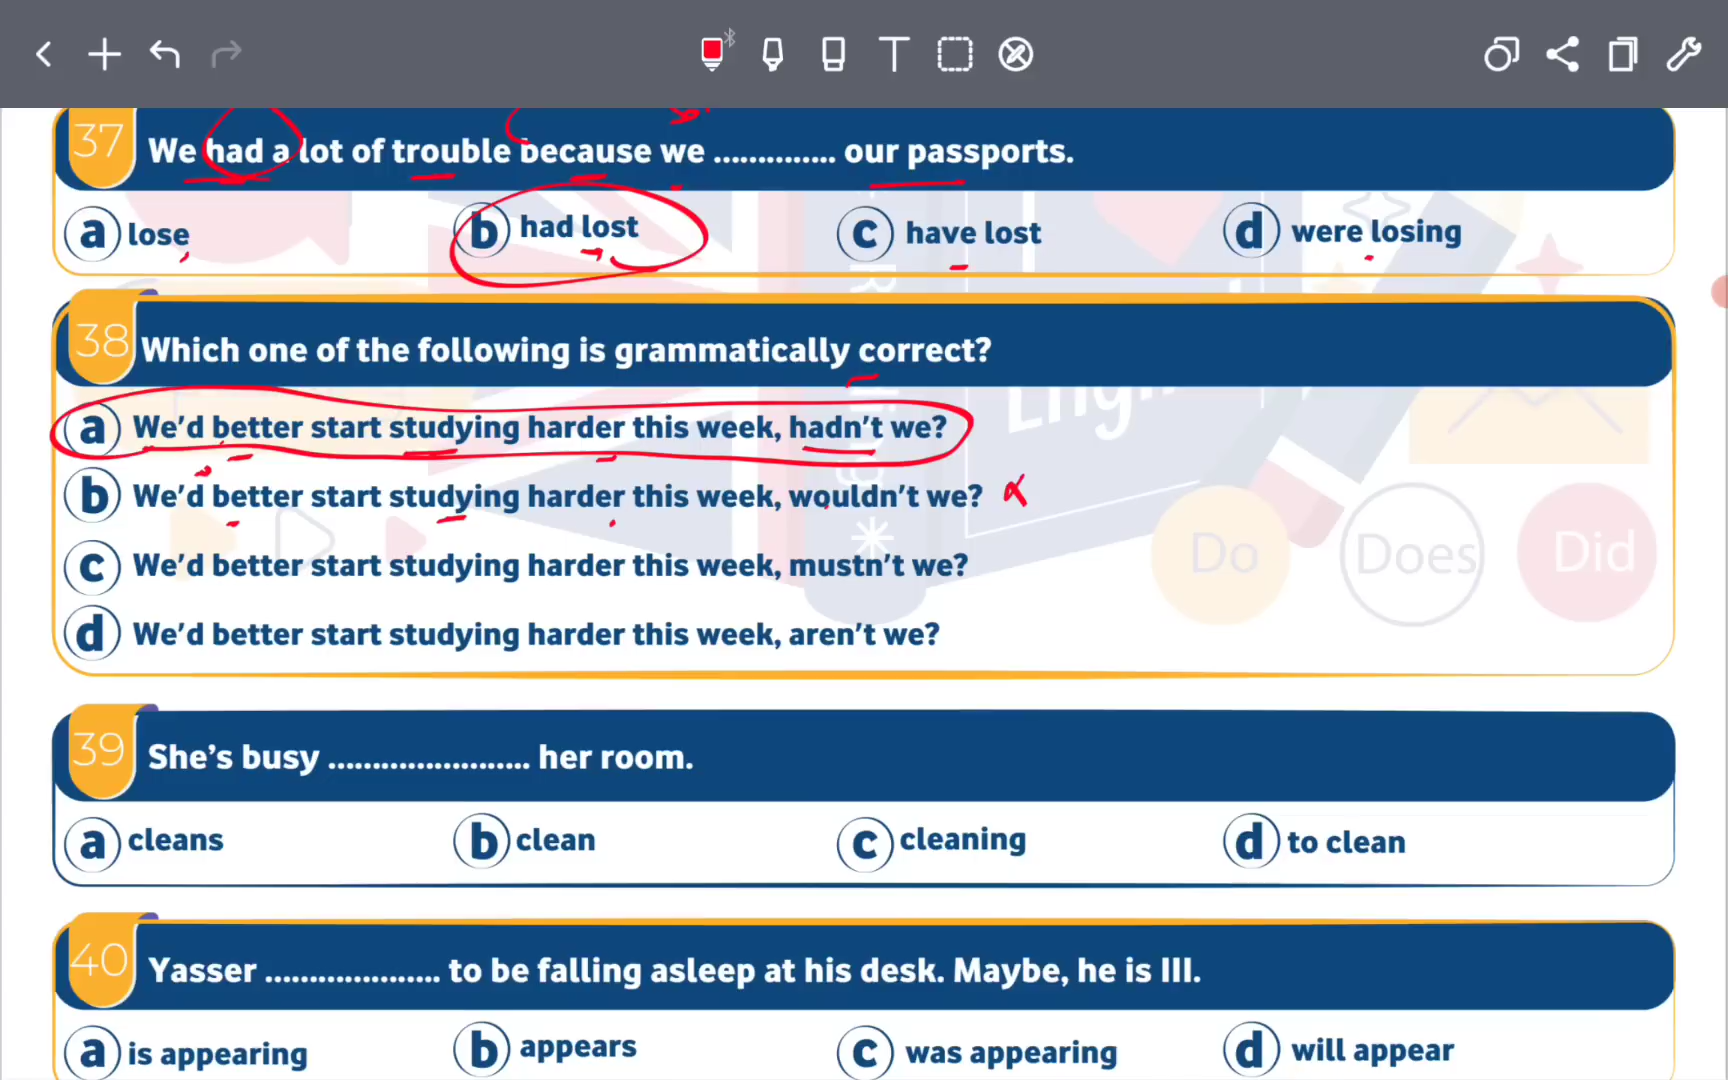 37 We had a lot of trouble because we .............. our passports.
a lose b had lost c have lost d were losing
38 Which one of the following is grammatically correct?
a We'd better start studying harder this week, hadn't we?
b We'd better start studying harder this week, wouldn't we?
c We'd better start studying harder this week, mustn't we?
d We'd better start studying harder this week, aren't we?
Do Does Did
39 She's busy ....................... her room.
a cleans b clean c cleaning d to clean
40 Yasser .................... to be falling asleep at his desk. Maybe, he is III.
a is appearing b appears c was appearing d will appear